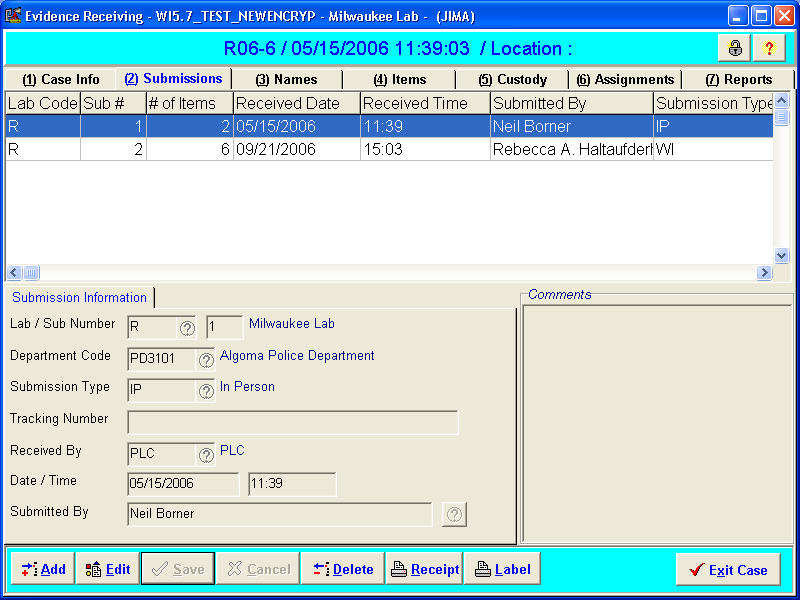 Evidence Receiving - WI5.7_TEST_NEWENCRYP - Milwaukee Lab - (JIMA)
R06-6 / 05/15/2006 11:39:03 / Location :
(1) Case Info (2) Submissions (3) Names (4) Items (5) Custody (6) Assignments (7) Reports
Lab Code Sub # # of Items Received Date Received Time Submitted By Submission Type
R 1 2 05/15/2006 11:39 Neil Borner IP
R 2 6 09/21/2006 15:03 Rebecca A. Haltaufderh WI
Submission Information
Comments
Lab / Sub Number R 1 Milwaukee Lab
Department Code PD3101 Algoma Police Department
Submission Type IP In Person
Tracking Number
Received By PLC PLC
Date / Time 05/15/2006 11:39
Submitted By Neil Borner
Add Edit Save Cancel Delete Receipt Label Exit Case